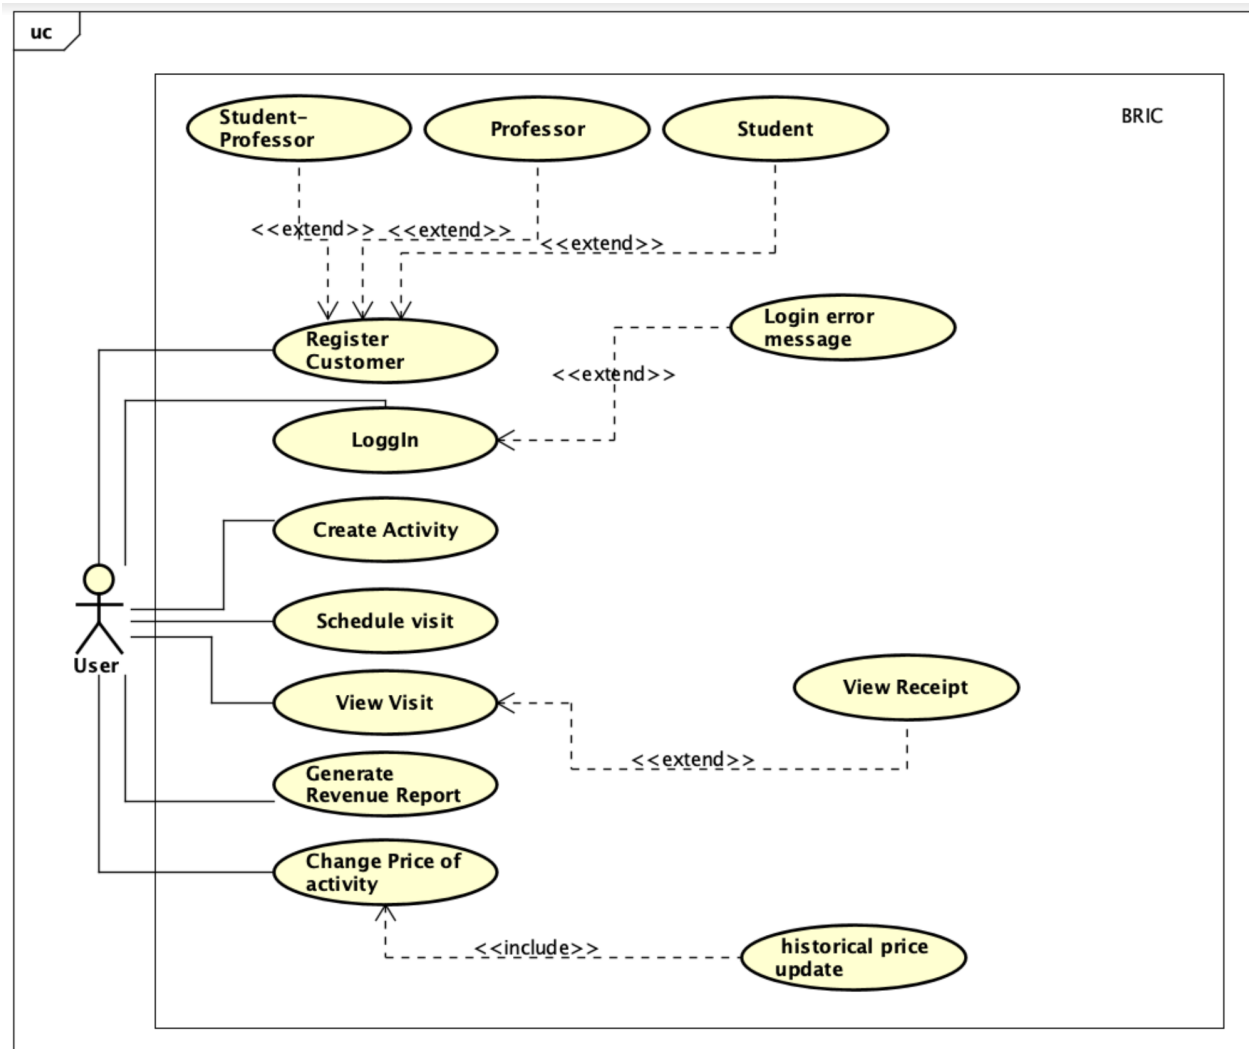 uc
BRIC
Student-
Professor
Professor
Student
<<extend>>
<<extend>>
<<extend>>
Login error
message
Register
Customer
<<extend>>
LoggIn
Create Activity
Schedule visit
User
View Visit
View Receipt
<<extend>>
Generate
Revenue Report
Change Price of
activity
<<include>>
historical price
update